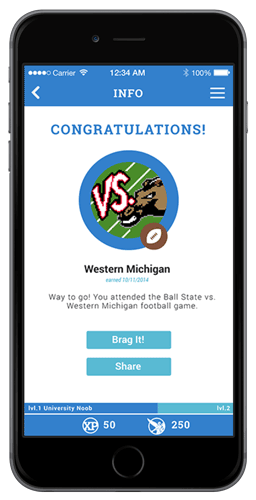 Carrier 12:34 AM 100%
INFO
CONGRATULATIONS!
VS.
Western Michigan
earned 10/11/2014
Way to go! You attended the Ball State vs.
Western Michigan football game.
Brag It!
Share
lvl.1 University Noob lvl.2
XP 50 250